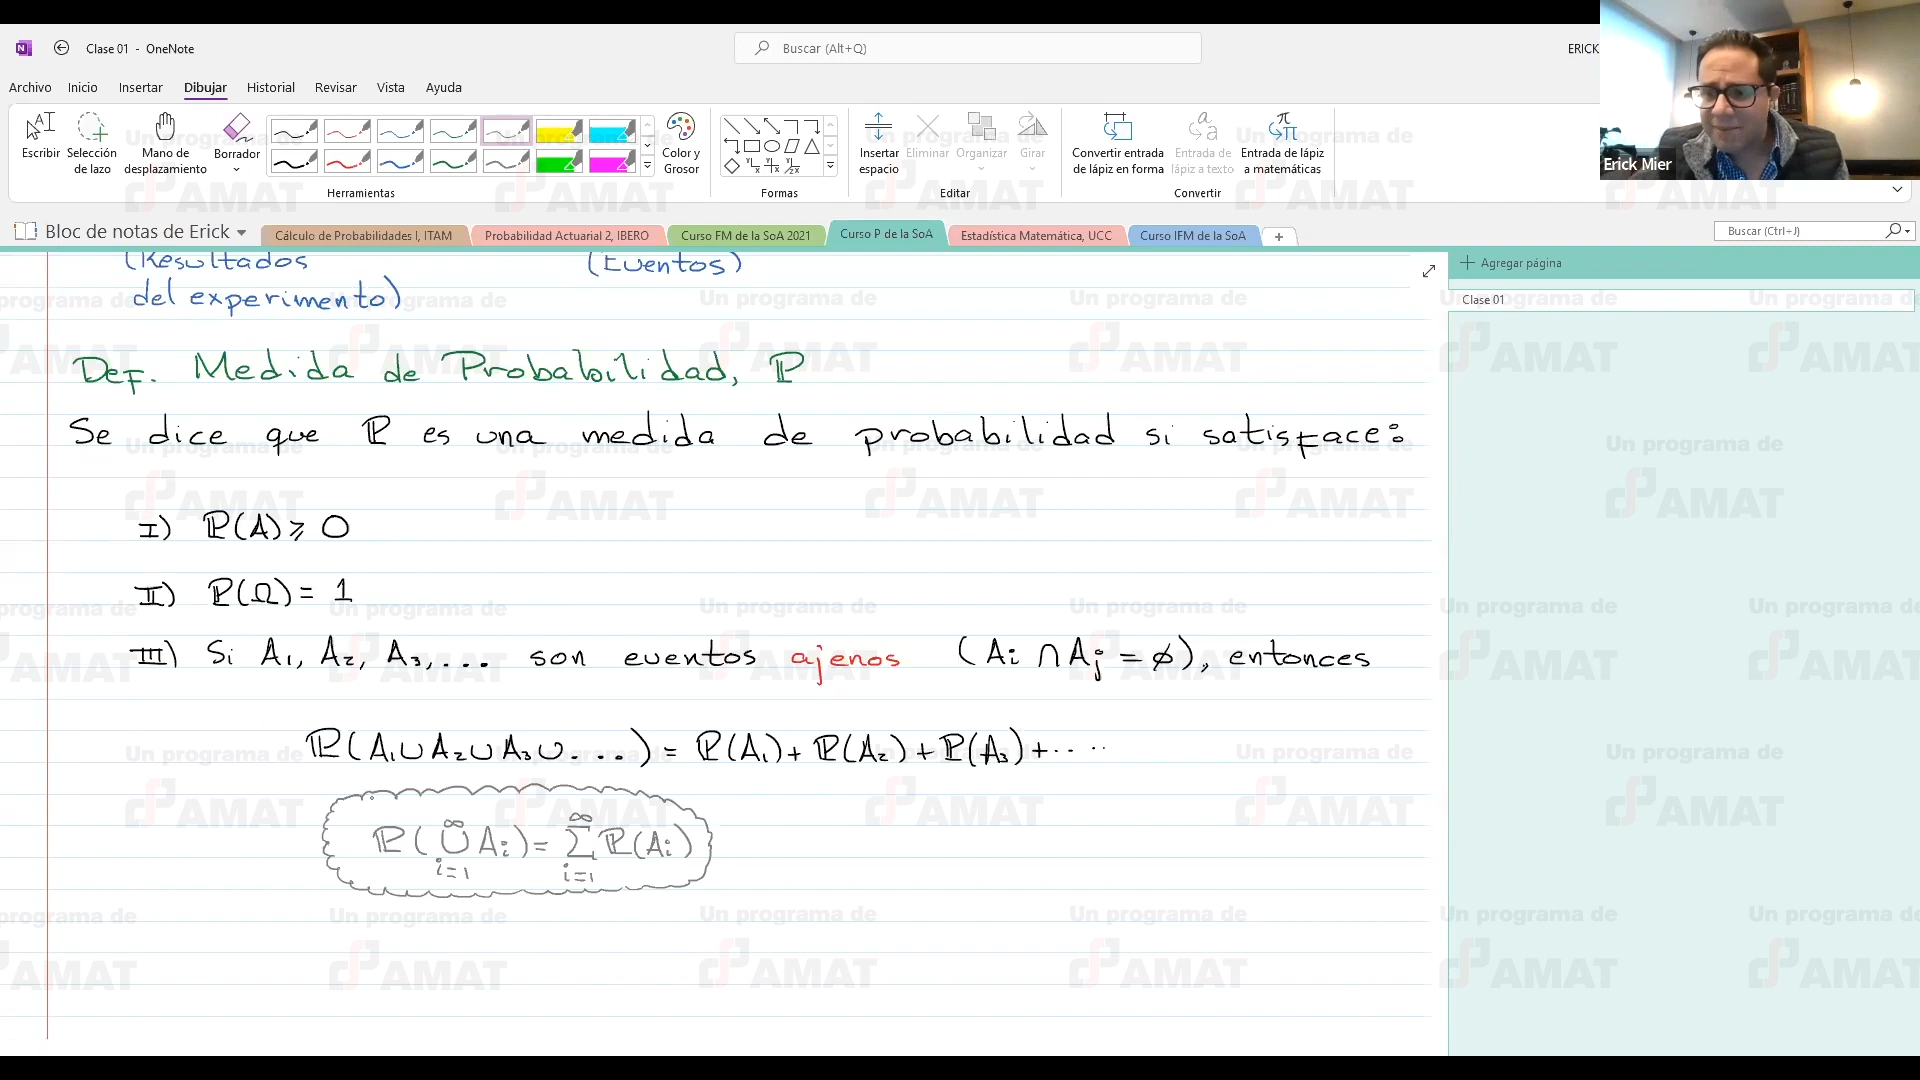 Clase 01 - OneNote
Buscar (Alt+Q)
ERICK
Archivo Inicio Insertar Dibujar Historial Revisar Vista Ayuda
Escribir
Selección de lazo
Mano de desplazamiento
Borrador
Color y Grosor
Insertar espacio
Eliminar
Organizar
Girar
Convertir entrada de lápiz en forma
Entrada de lápiz a texto
Entrada de lápiz a matemáticas
Herramientas
Formas
Editar
Convertir
Erick Mier
Bloc de notas de Erick
Cálculo de Probabilidades I, ITAM
Probabilidad Actuarial 2, IBERO
Curso FM de la SoA 2021
Curso P de la SoA
Estadística Matemática, UCC
Curso IFM de la SoA
Buscar (Ctrl+J)
Agregar página
Clase 01
(Resultados del experimento)
(Eventos)
Def. Medida de Probabilidad, ℙ
Se dice que ℙ es una medida de probabilidad si satisface:
I) ℙ(A) ⩾ 0
II) ℙ(Ω) = 1
III) Si A₁, A₂, A₃, ... son eventos ajenos (Ai ∩ Aj = ∅), entonces
ℙ(A₁∪A₂∪A₃∪...) = ℙ(A₁)+ℙ(A₂)+ℙ(A₃)+....
ℙ(∞∪i=1 Ai) = ∞∑i=1 ℙ(Ai)
Un programa de AMAT